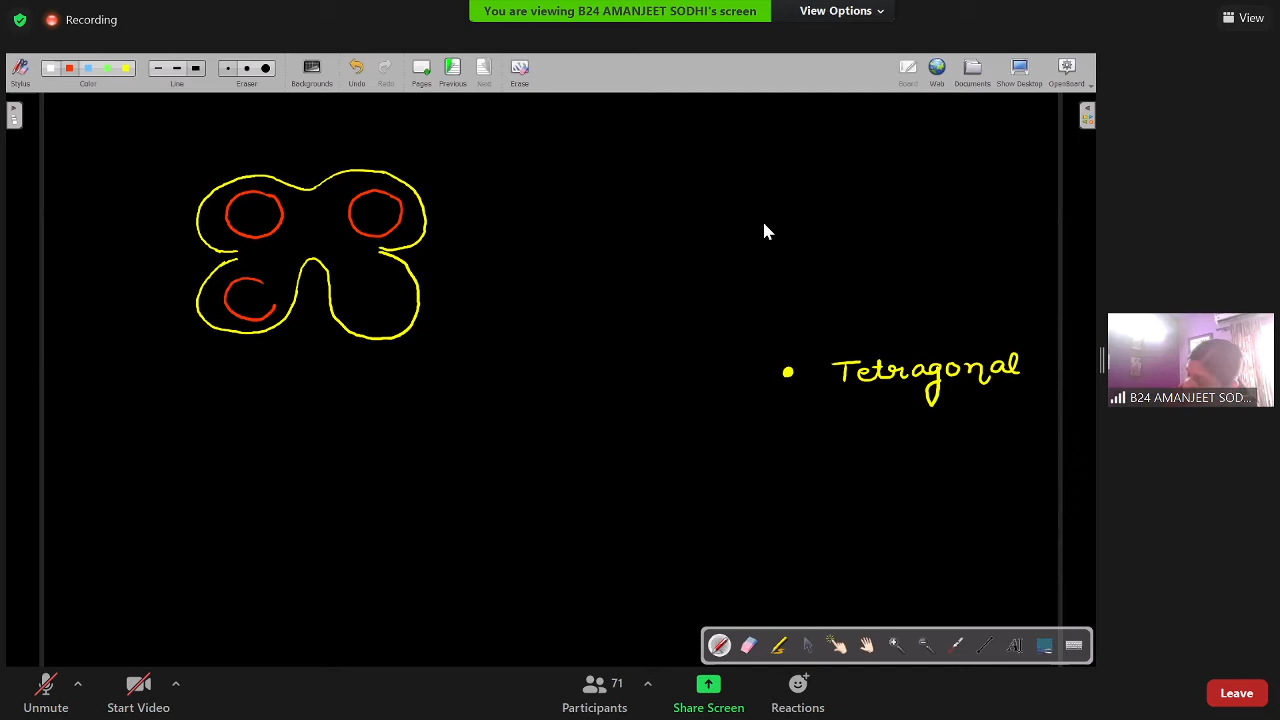 Recording
You are viewing B24 AMANJEET SODHI's screen
View Options
View
Stylus
Color
Line
Eraser
Backgrounds
Undo
Redo
Pages
Previous
Next
Erase
Board
Web
Documents
Show Desktop
OpenBoard
• Tetragonal
B24 AMANJEET SOD...
Unmute
Start Video
71
Participants
Share Screen
Reactions
Leave